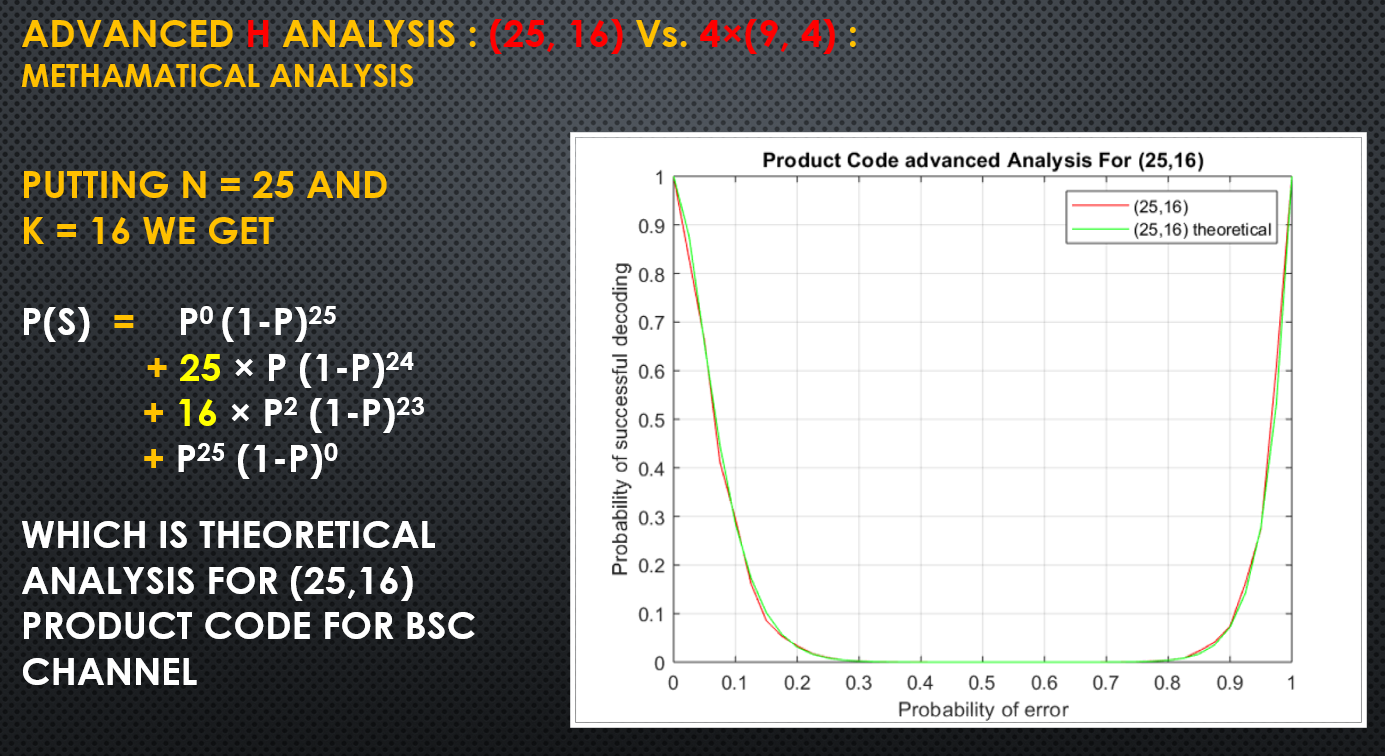 ADVANCED H ANALYSIS : (25, 16) Vs. 4×(9, 4) :
METHAMATICAL ANALYSIS
PUTTING N = 25 AND
K = 16 WE GET
P(S) = P⁰ (1-P)²⁵
+ 25 × P (1-P)²⁴
+ 16 × P² (1-P)²³
+ P²⁵ (1-P)⁰
WHICH IS THEORETICAL
ANALYSIS FOR (25,16)
PRODUCT CODE FOR BSC
CHANNEL
Product Code advanced Analysis For (25,16)
(25,16)
(25,16) theoretical
Probability of successful decoding
1
0.9
0.8
0.7
0.6
0.5
0.4
0.3
0.2
0.1
0
0 0.1 0.2 0.3 0.4 0.5 0.6 0.7 0.8 0.9 1
Probability of error